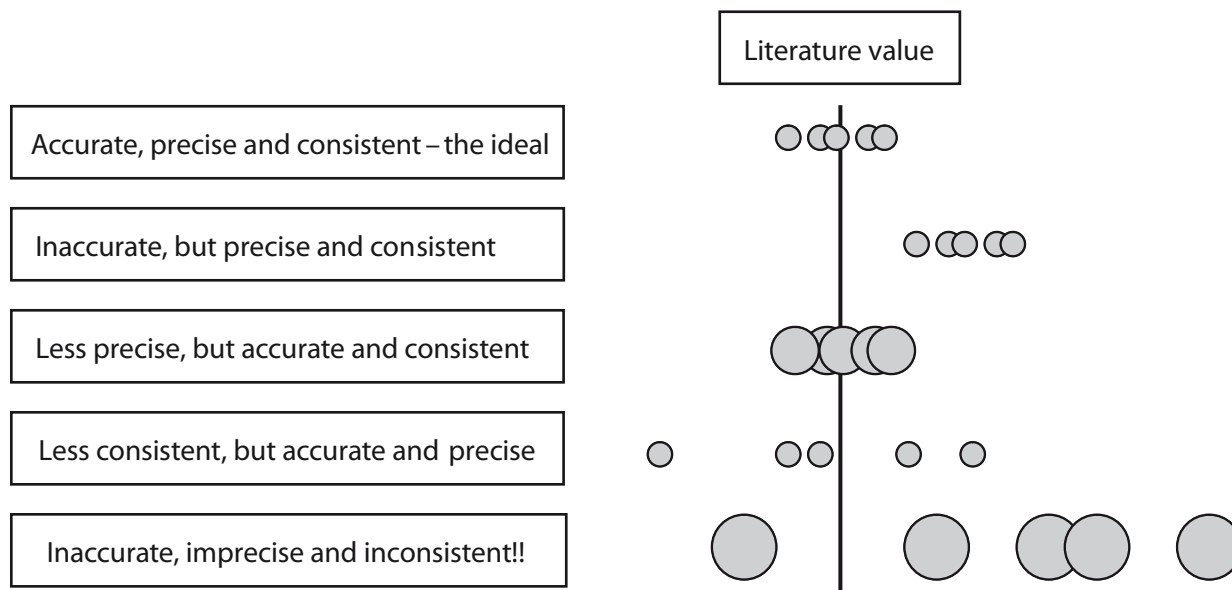 Literature value
Accurate, precise and consistent – the ideal
Inaccurate, but precise and consistent
Less precise, but accurate and consistent
Less consistent, but accurate and precise
Inaccurate, imprecise and inconsistent!!